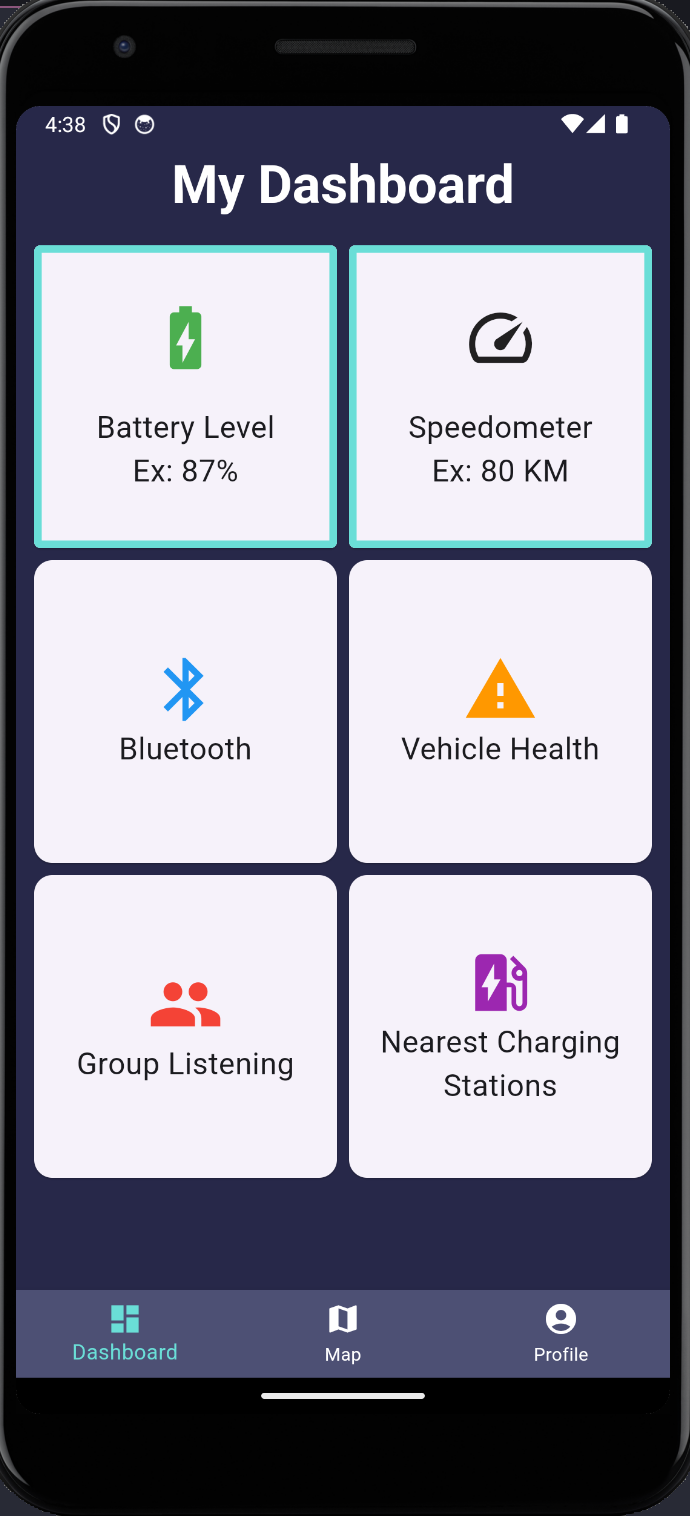 4:38
My Dashboard
Battery Level
Ex: 87%
Speedometer
Ex: 80 KM
Bluetooth
Vehicle Health
Group Listening
Nearest Charging
Stations
Dashboard
Map
Profile